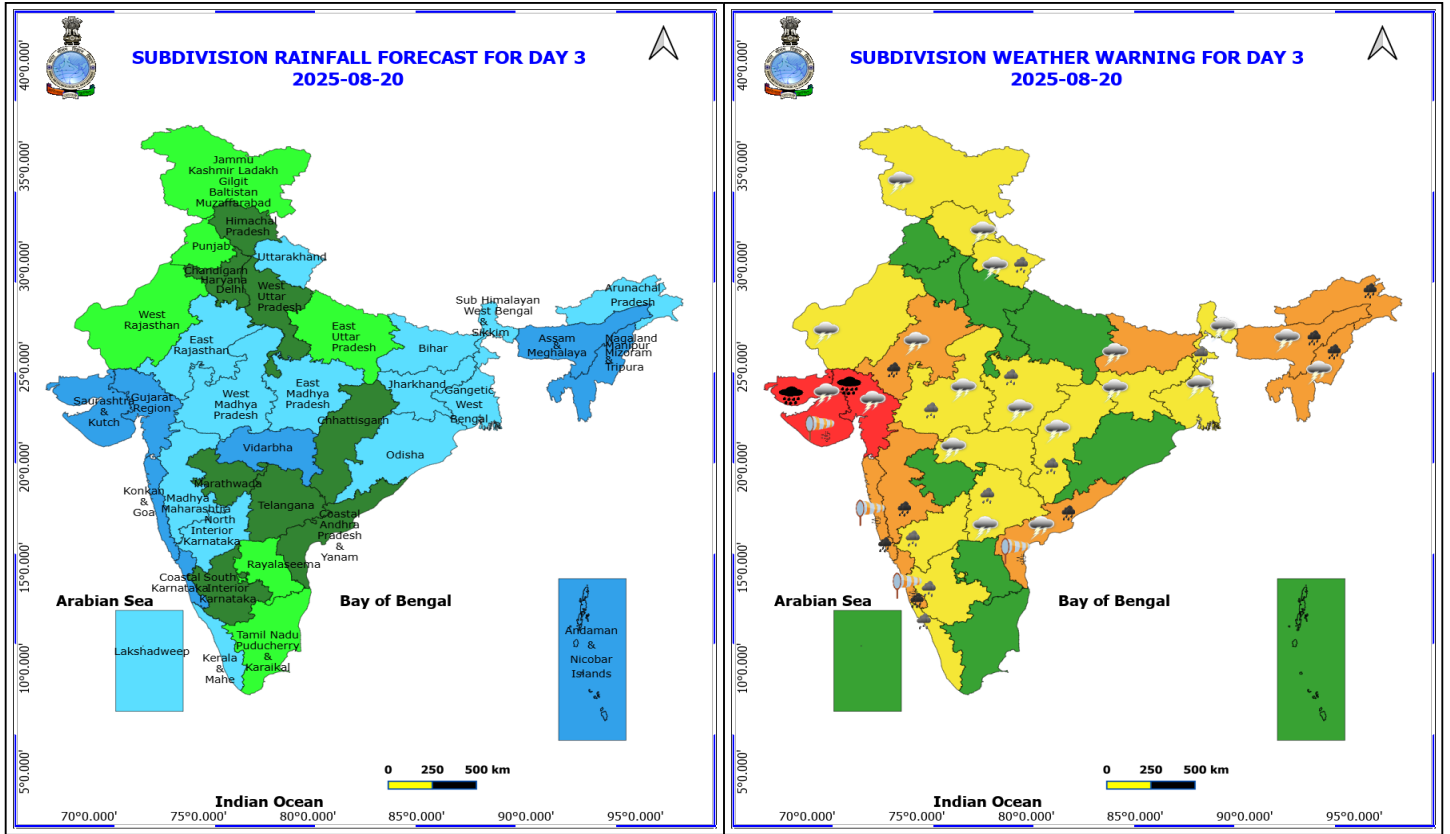 SUBDIVISION RAINFALL FORECAST FOR DAY 3
2025-08-20
40°0.000'
35°0.000'
30°0.000'
25°0.000'
20°0.000'
15°0.000'
10°0.000'
5°0.000'
Jammu
Kashmir Ladakh
Gilgit
Baltistan
Muzaffarabad
Himachal
Pradesh
Punjab
Uttarakhand
Chandigarh
Haryana
Delhi
West
Uttar
Pradesh
West
Rajasthan
East
Rajasthan
East
Uttar
Pradesh
Sub Himalayan
West Bengal
&
Sikkim
Arunachal
Pradesh
Bihar
Assam
&
Meghalaya
Nagaland
Manipur
Mizoram
&
Tripura
Saurashtra
&
Kutch
Gujarat
Region
West
Madhya
Pradesh
East
Madhya
Pradesh
Jharkhand
Gangetic
West
Bengal
Chhattisgarh
Vidarbha
Odisha
Konkan
&
Goa
Marathwada
Madhya
Maharashtra
Telangana
North
Interior
Karnataka
Coastal
Andhra
Pradesh
&
Yanam
Rayalaseema
Coastal
Karnataka
South
Interior
Karnataka
Arabian Sea
Bay of Bengal
Lakshadweep
Kerala
&
Mahe
Tamil Nadu
Puducherry
&
Karaikal
Andaman
&
Nicobar
Islands
0 250 500 km
Indian Ocean
70°0.000' 75°0.000' 80°0.000' 85°0.000' 90°0.000' 95°0.000'
SUBDIVISION WEATHER WARNING FOR DAY 3
2025-08-20
40°0.000'
35°0.000'
30°0.000'
25°0.000'
20°0.000'
15°0.000'
10°0.000'
5°0.000'
Arabian Sea
Bay of Bengal
0 250 500 km
Indian Ocean
70°0.000' 75°0.000' 80°0.000' 85°0.000' 90°0.000' 95°0.000'